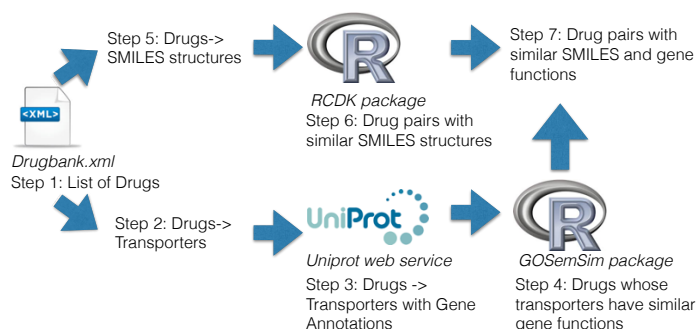 Step 5: Drugs->
SMILES structures
R
Step 7: Drug pairs with
similar SMILES and gene
functions
<XML>
RCDK package
Step 6: Drug pairs with
similar SMILES structures
Drugbank.xml
Step 1: List of Drugs
Step 2: Drugs->
Transporters
UniProt
R
Uniprot web service
GOSemSim package
Step 3: Drugs ->
Transporters with Gene
Annotations
Step 4: Drugs whose
transporters have similar
gene functions